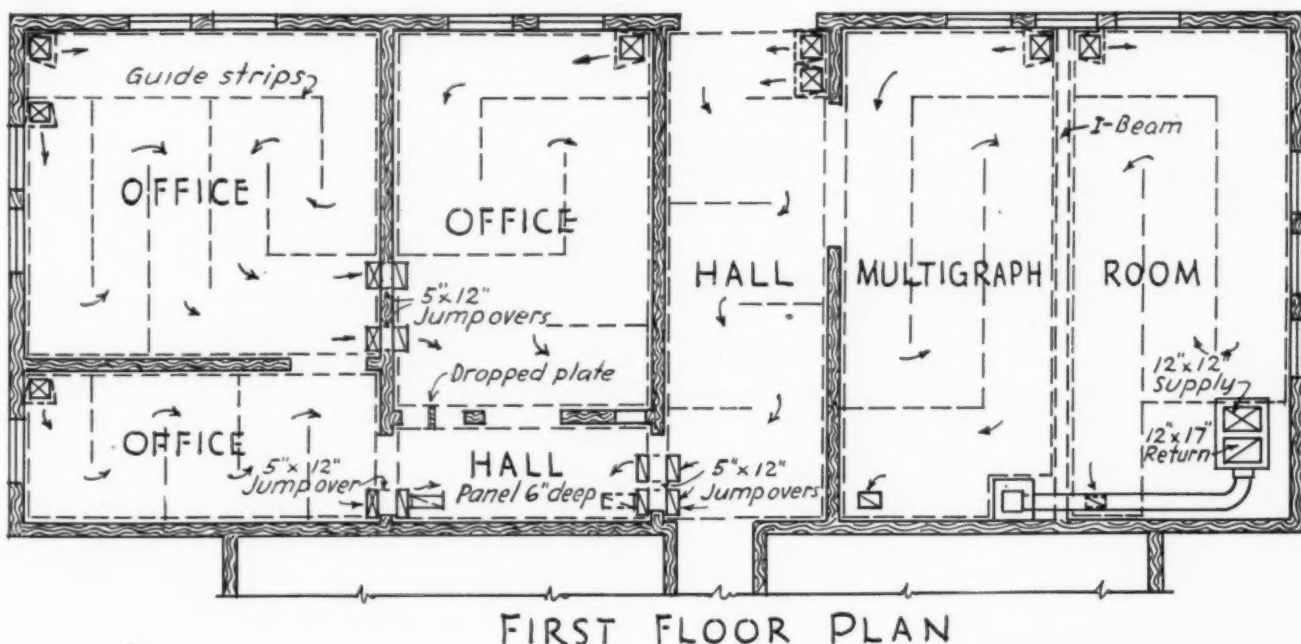 Guide strips
OFFICE
OFFICE
5"x12"
Jumpovers
Dropped plate
OFFICE
5"x12"
Jumpover
HALL
Panel 6" deep
5"x12"
Jumpovers
HALL
I-Beam
MULTIGRAPH ROOM
12"x12"
Supply
12"x17"
Return
FIRST FLOOR PLAN